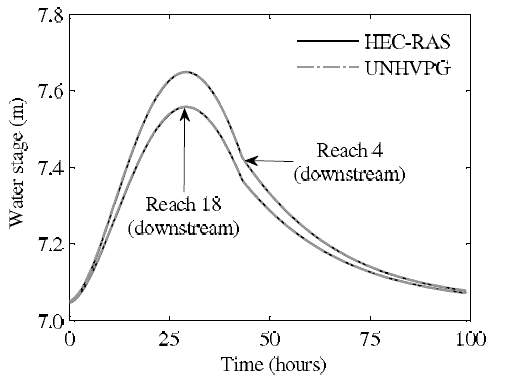 7.8
7.6
7.4
7.2
7.0
Water stage (m)
HEC-RAS
UNHVPG
Reach 4
(downstream)
Reach 18
(downstream)
0
25
50
75
100
Time (hours)